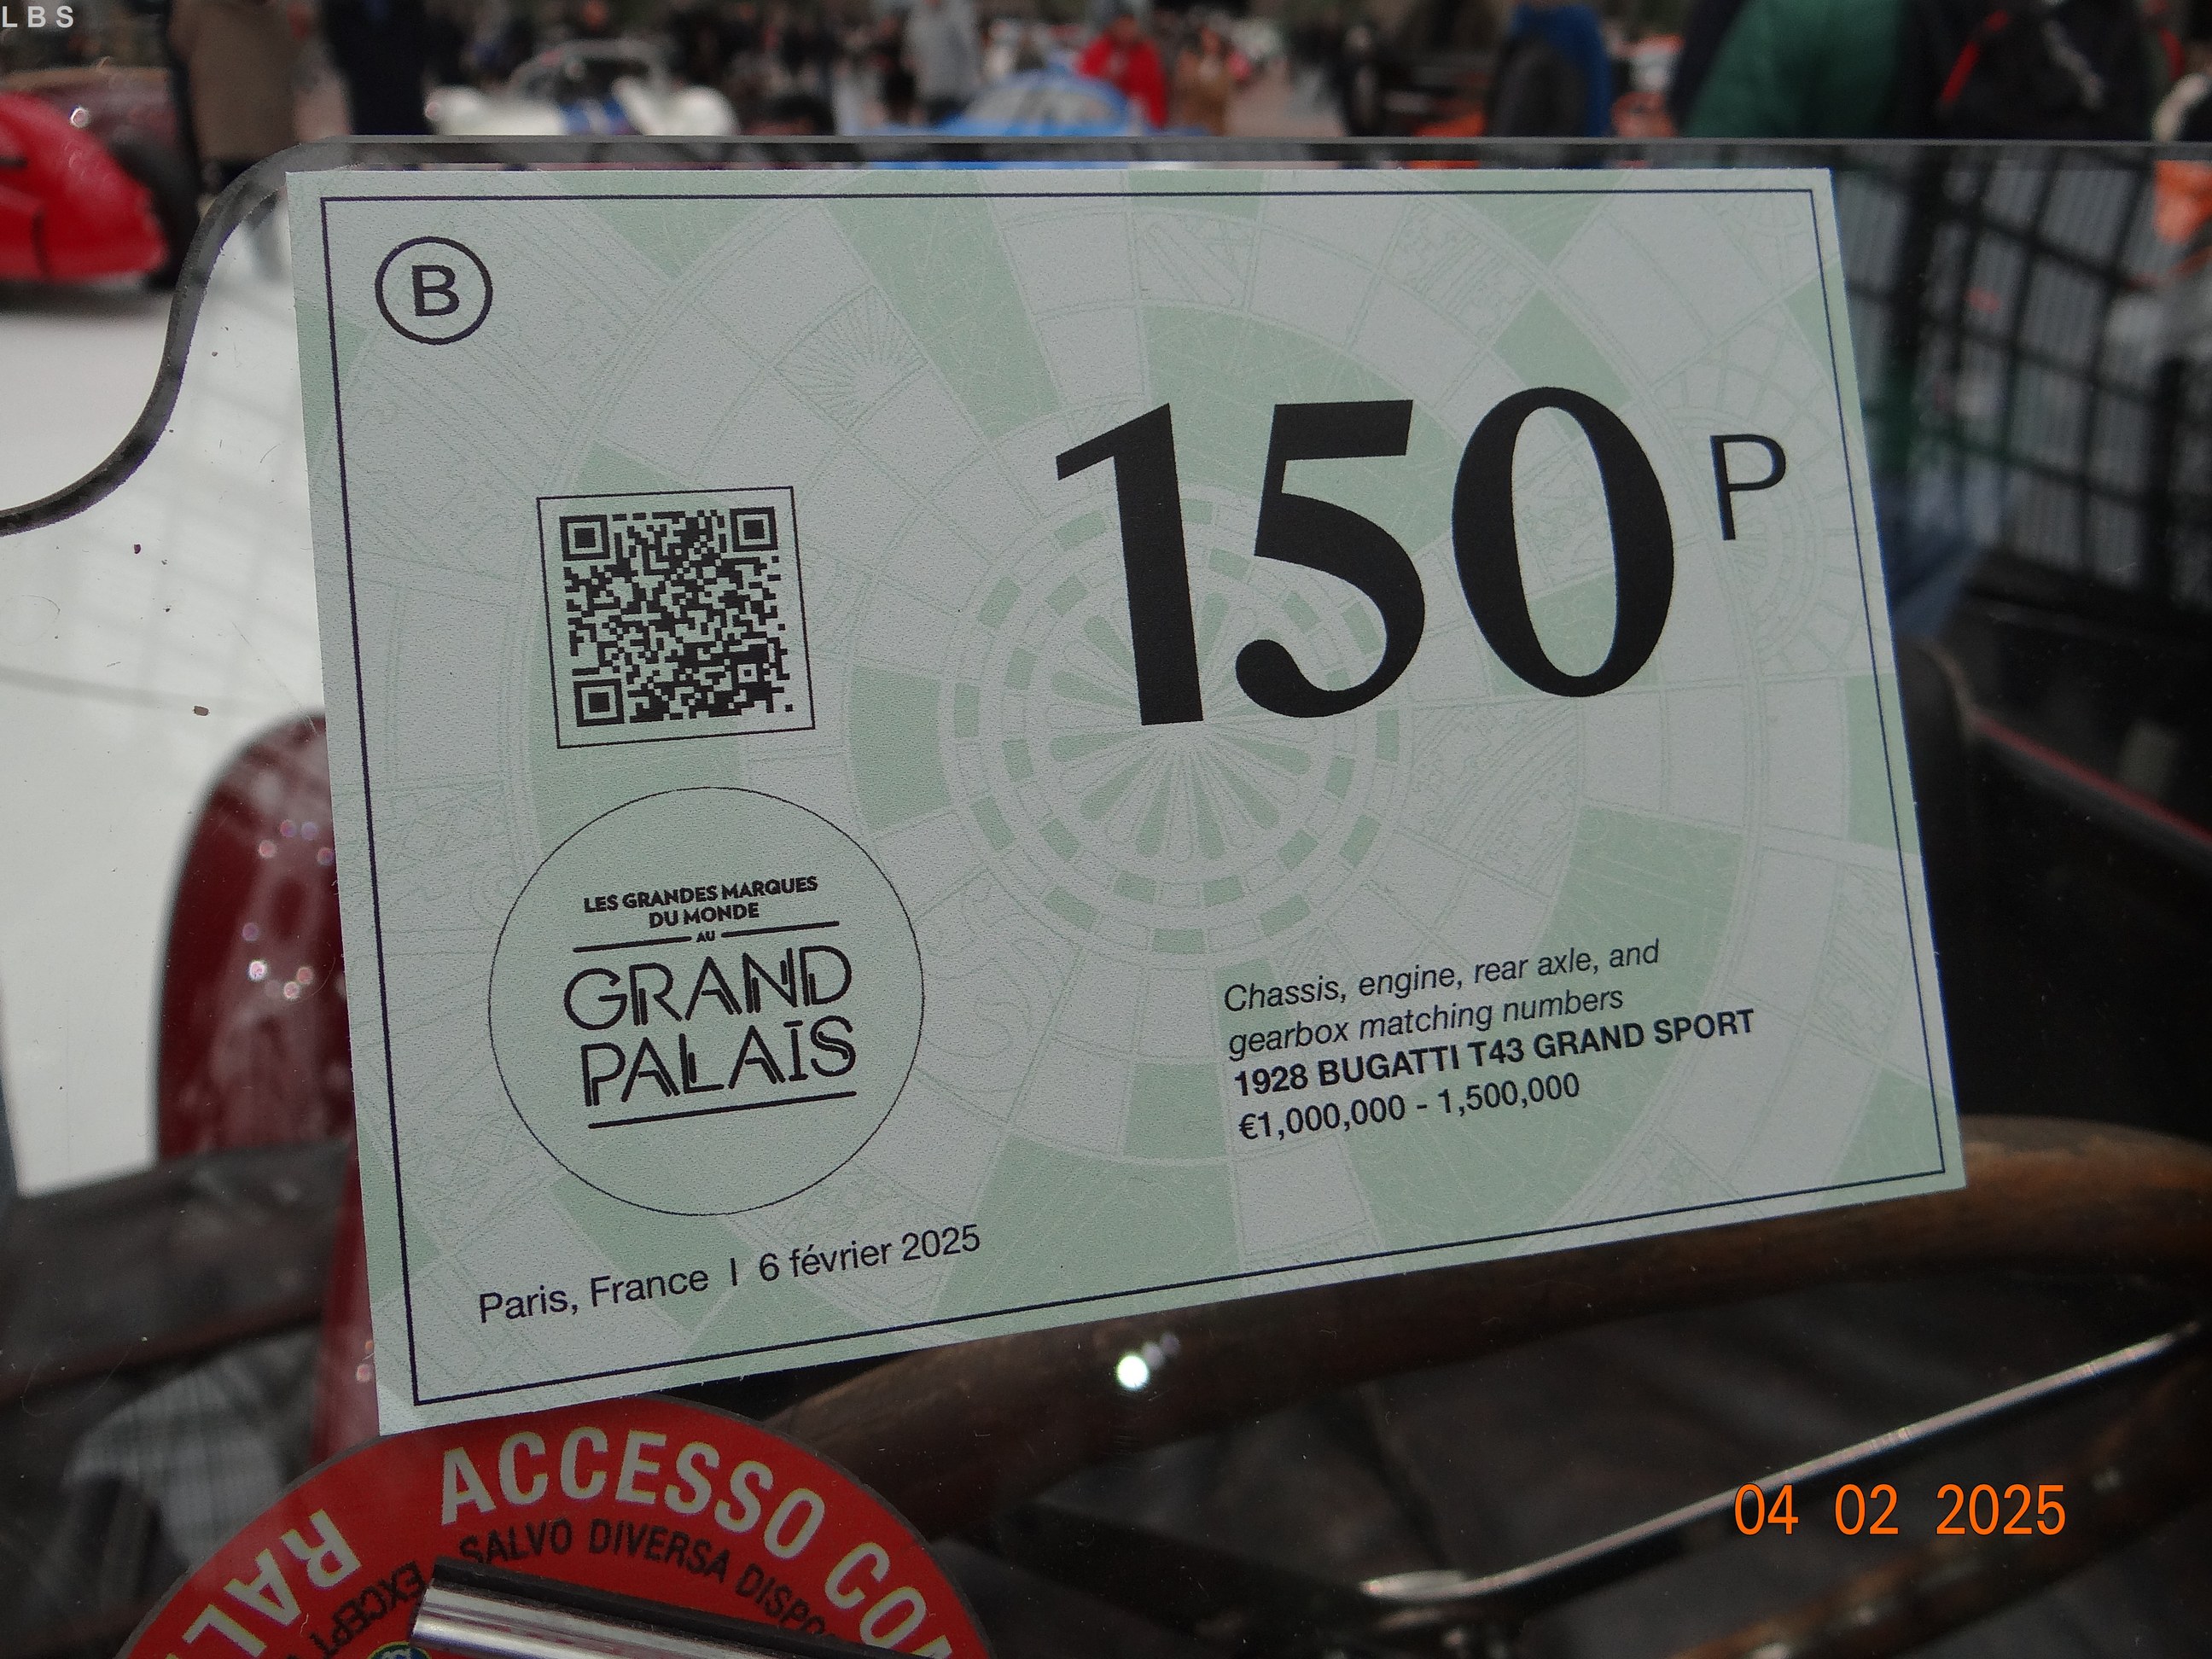 LBS
B
150 P
LES GRANDES MARQUES
DU MONDE
AU
GRAND
PALAIS
Chassis, engine, rear axle, and
gearbox matching numbers
1928 BUGATTI T43 GRAND SPORT
€1,000,000 - 1,500,000
Paris, France | 6 février 2025
ACCESSO
SALVO DIVERSA
EXCEPT
04 02 2025